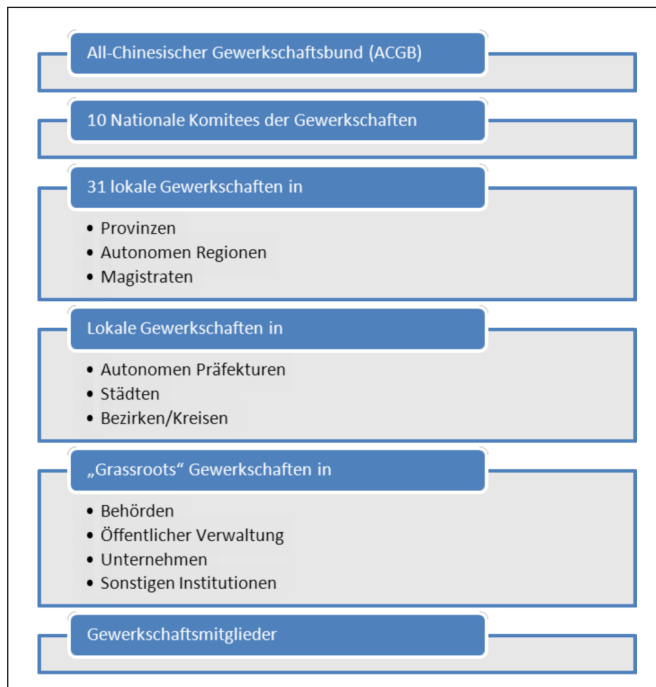 All-Chinesischer Gewerkschaftsbund (ACGB)
10 Nationale Komitees der Gewerkschaften
31 lokale Gewerkschaften in
• Provinzen
• Autonomen Regionen
• Magistraten
Lokale Gewerkschaften in
• Autonomen Präfekturen
• Städten
• Bezirken/Kreisen
„Grassroots“ Gewerkschaften in
• Behörden
• Öffentlicher Verwaltung
• Unternehmen
• Sonstigen Institutionen
Gewerkschaftsmitglieder